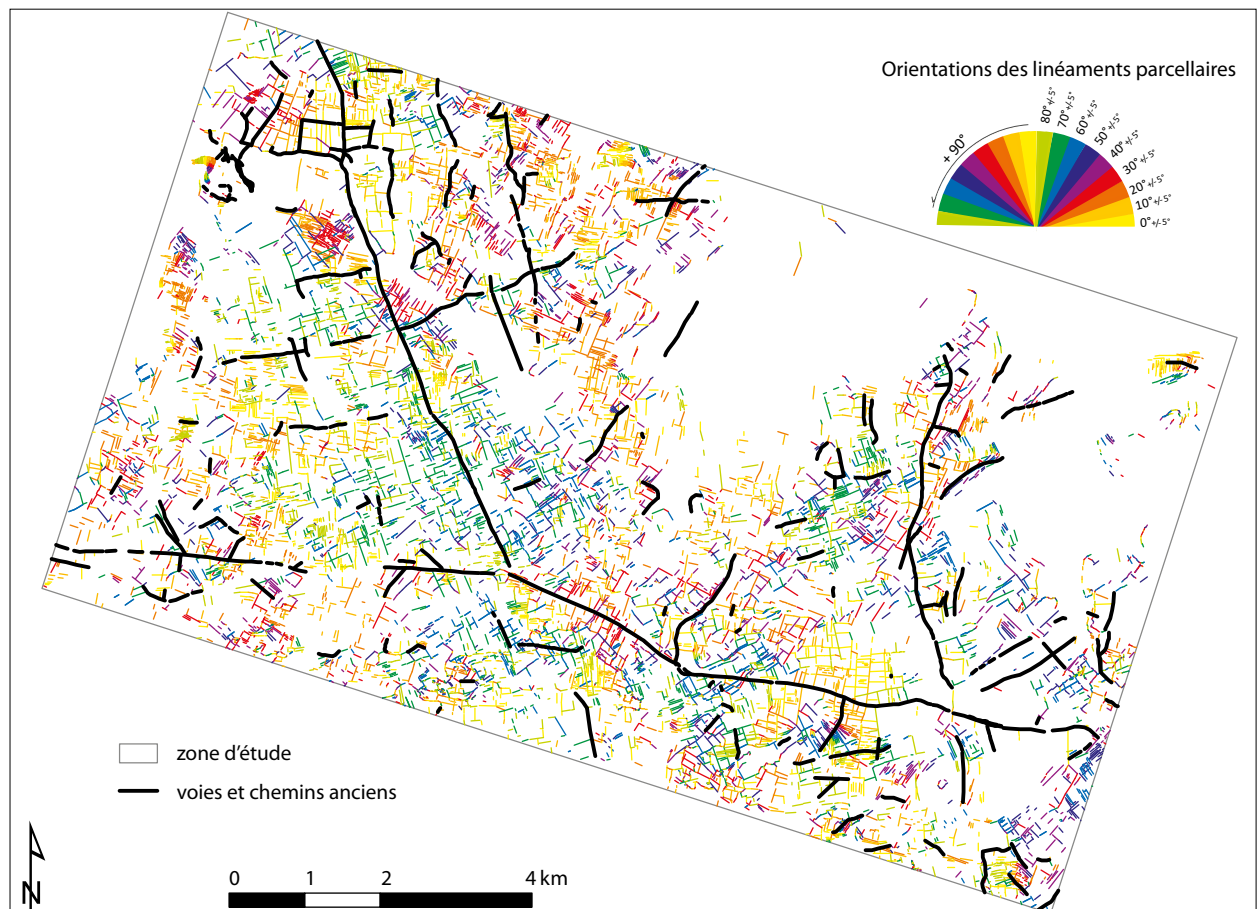 Orientations des linéaments parcellaires
+ 90°
80° +/-5°
70° +/-5°
60° +/-5°
50° +/-5°
40° +/-5°
30° +/-5°
20° +/-5°
10° +/-5°
0° +/-5°
zone d'étude
voies et chemins anciens
N
0 1 2 4 km